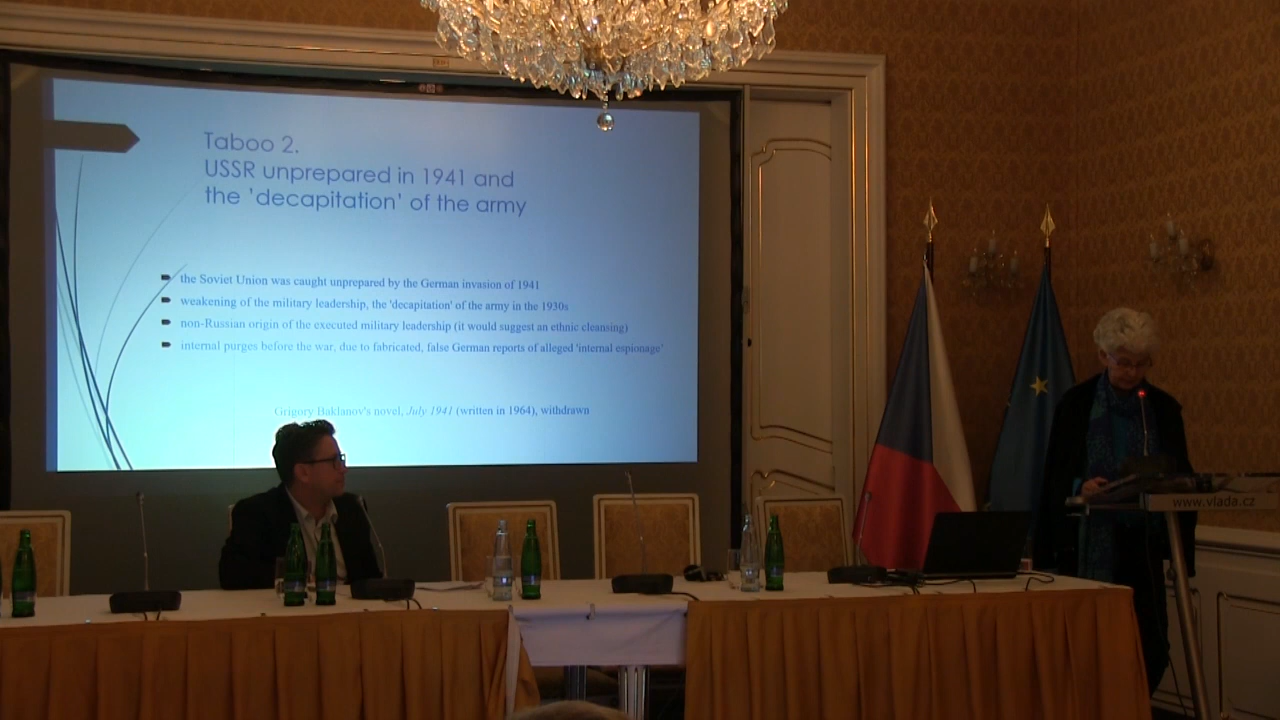 Taboo 2.
USSR unprepared in 1941 and
the 'decapitation' of the army
the Soviet Union was caught unprepared by the German invasion of 1941
weakening of the military leadership, the 'decapitation' of the army in the 1930s
non-Russian origin of the executed military leadership (it would suggest an ethnic cleansing)
internal purges before the war, due to fabricated, false German reports of alleged 'internal espionage'
Grigory Baklanov's novel, July 1941 (written in 1964), withdrawn
www.vlada.cz